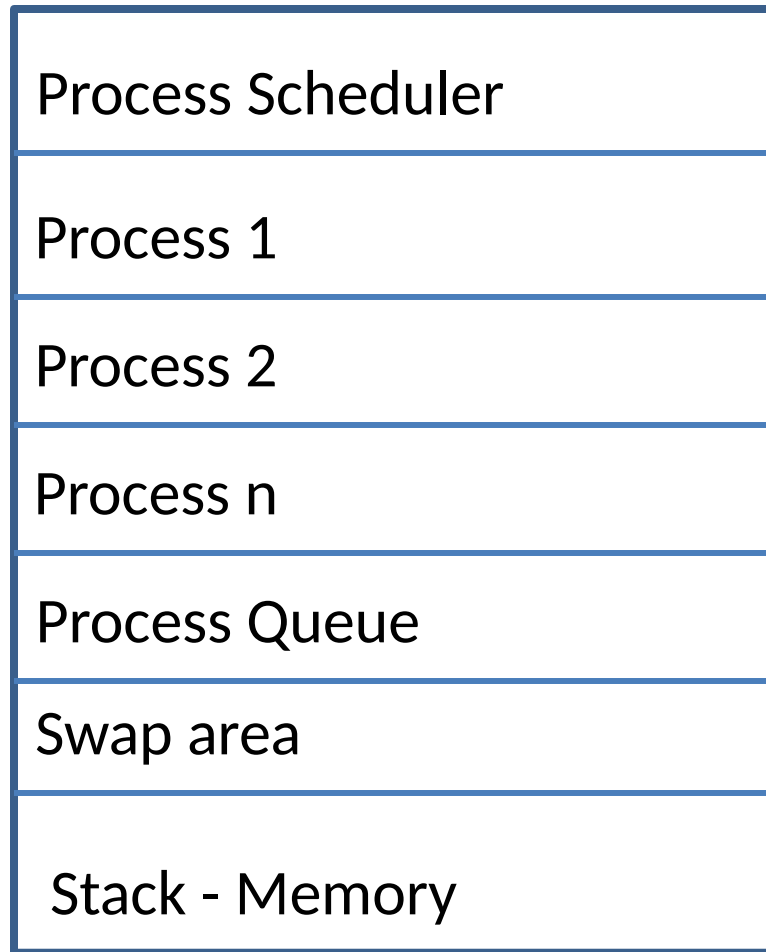 Process Scheduler
Process 1
Process 2
Process n
Process Queue
Swap area
Stack - Memory